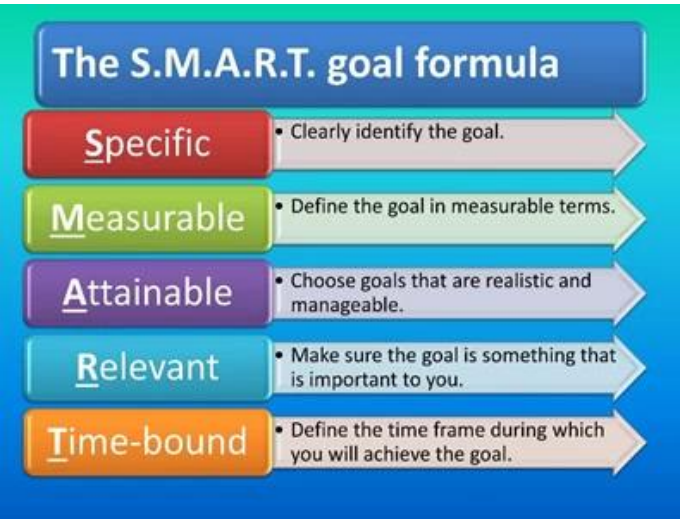 The S.M.A.R.T. goal formula
Specific
• Clearly identify the goal.
Measurable
• Define the goal in measurable terms.
Attainable
• Choose goals that are realistic and
manageable.
Relevant
• Make sure the goal is something that
is important to you.
Time-bound
• Define the time frame during which
you will achieve the goal.